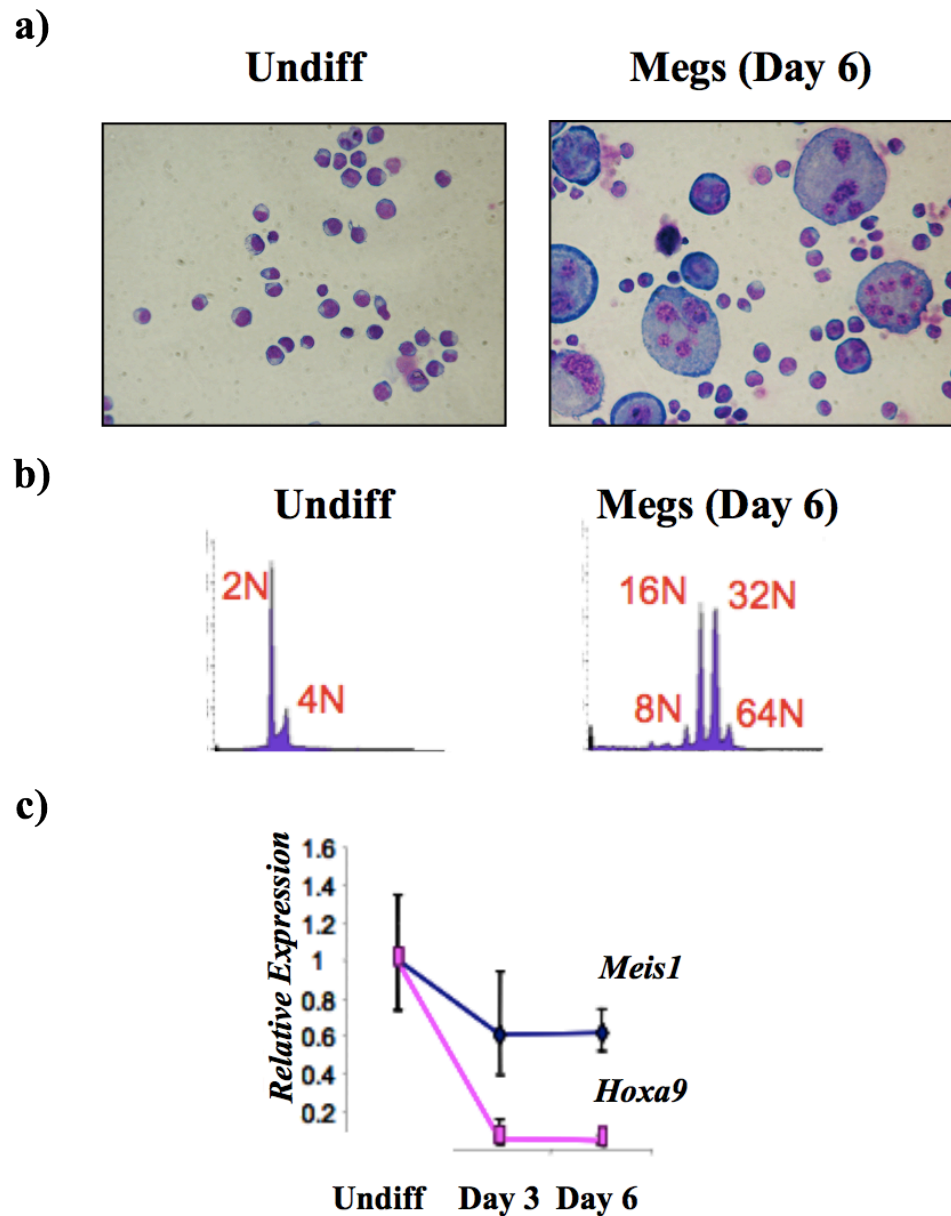 a)
Undiff Megs (Day 6)
b)
Undiff Megs (Day 6)
2N
4N
16N 32N
8N 64N
c)
Relative Expression
1.6
1.4
1.2
1
0.8
0.6
0.4
0.2
Meis1
Hoxa9
Undiff Day 3 Day 6